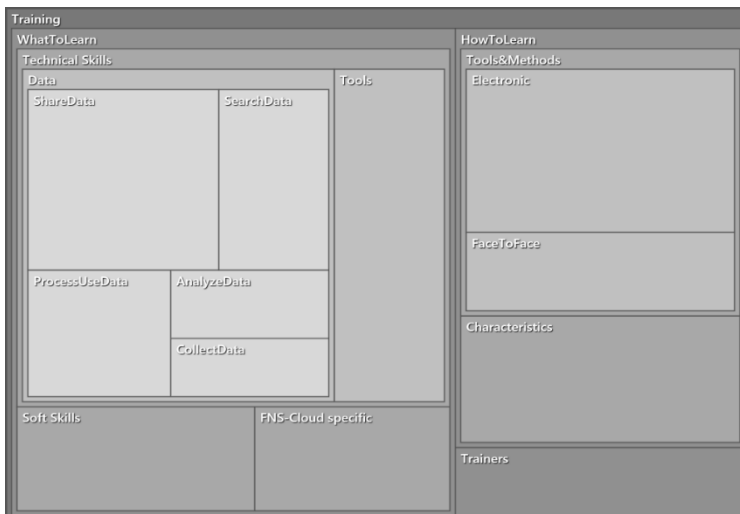 Training
WhatToLearn
HowToLearn
Technical Skills
Tools&Methods
Data
Tools
Electronic
ShareData
SearchData
FaceToFace
ProcessUseData
AnalyzeData
Characteristics
CollectData
Soft Skills
FNS-Cloud specific
Trainers